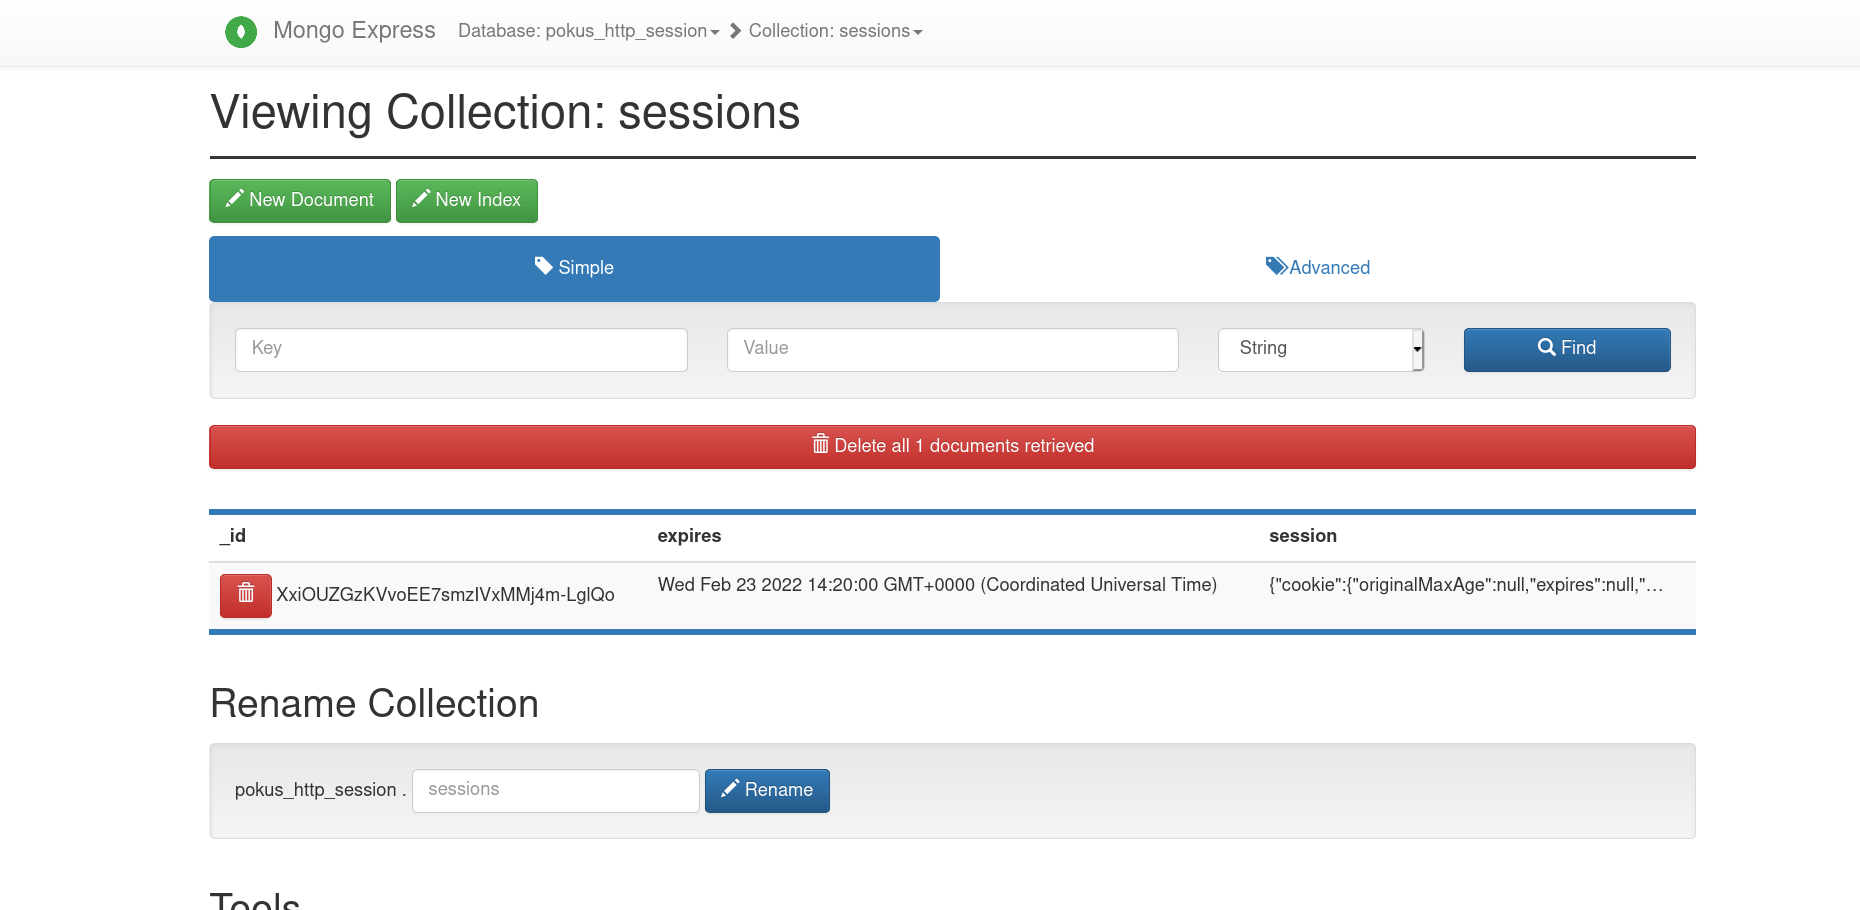 Mongo Express Database: pokus_http_session Collection: sessions
Viewing Collection: sessions
New Document New Index
Simple Advanced
Key Value String Find
Delete all 1 documents retrieved
_id expires session
XxiOUZGzKVvoEE7smzIVxMMj4m-LglQo Wed Feb 23 2022 14:20:00 GMT+0000 (Coordinated Universal Time) {"cookie":{"originalMaxAge":null,"expires":null,"...
Rename Collection
pokus_http_session . sessions Rename
Tools